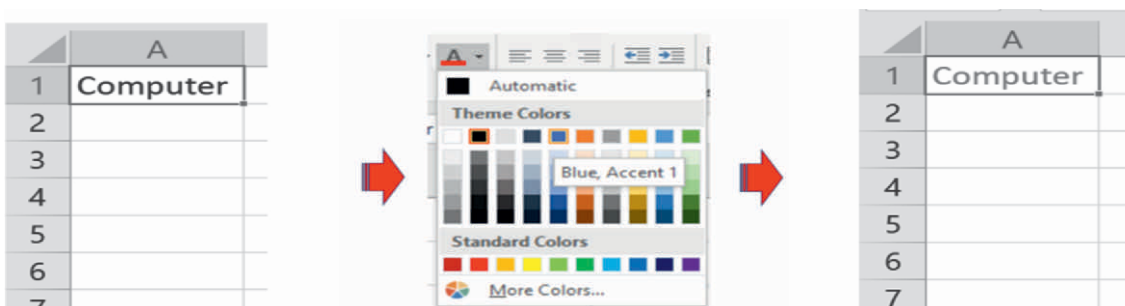 A
1 Computer
2
3
4
5
6
7
A
Automatic
Theme Colors
Blue, Accent 1
Standard Colors
More Colors...
A
1 Computer
2
3
4
5
6
7